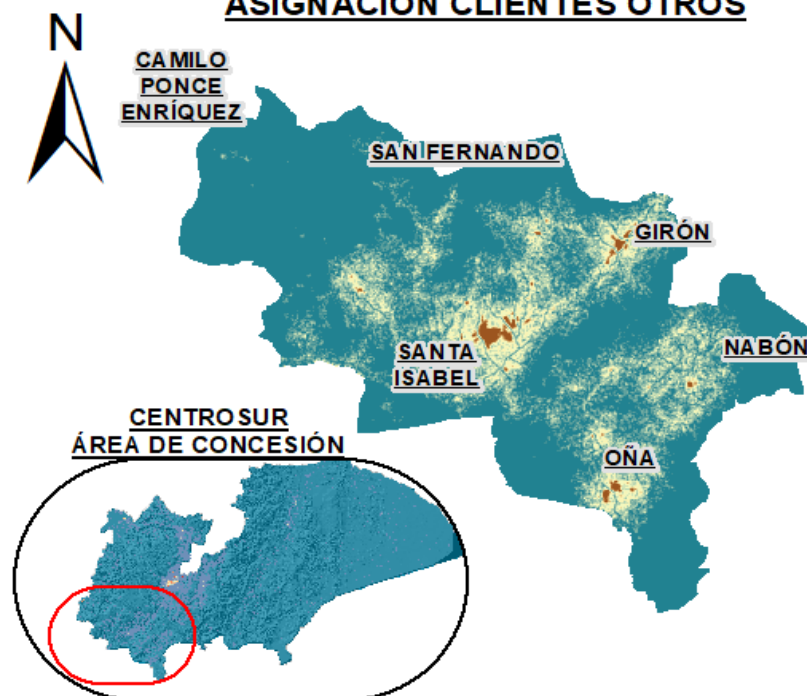 ASIGNACIÓN CLIENTES OTROS
N
CAMILO
PONCE
ENRÍQUEZ
SAN FERNANDO
GIRÓN
SANTA
ISABEL
NABÓN
CENTROSUR
ÁREA DE CONCESIÓN
OÑA